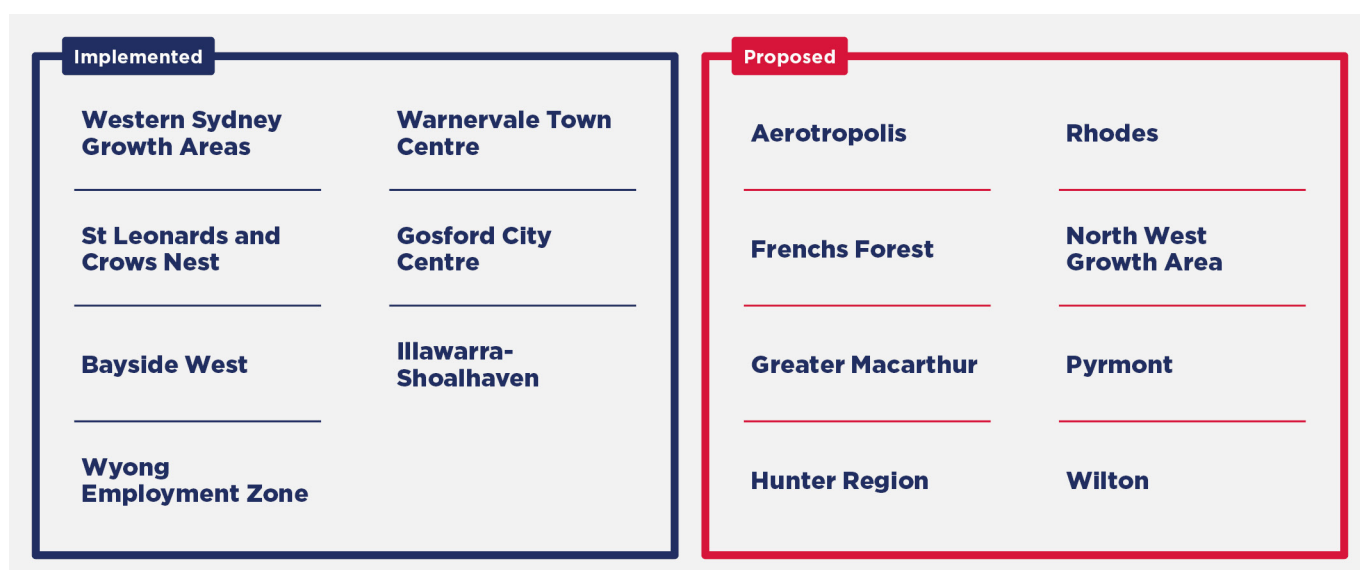 Implemented
Western Sydney
Growth Areas
St Leonards and
Crows Nest
Bayside West
Wyong
Employment Zone
Warnervale Town
Centre
Gosford City
Centre
Illawarra-
Shoalhaven
Proposed
Aerotropolis
Frenchs Forest
Greater Macarthur
Hunter Region
Rhodes
North West
Growth Area
Pyrmont
Wilton